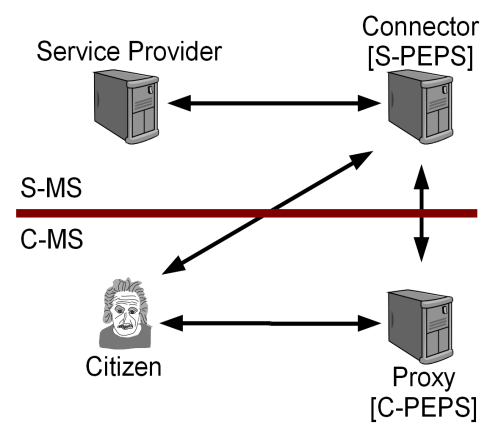 Service Provider
Connector
[S-PEPS]
S-MS
C-MS
Citizen
Proxy
[C-PEPS]